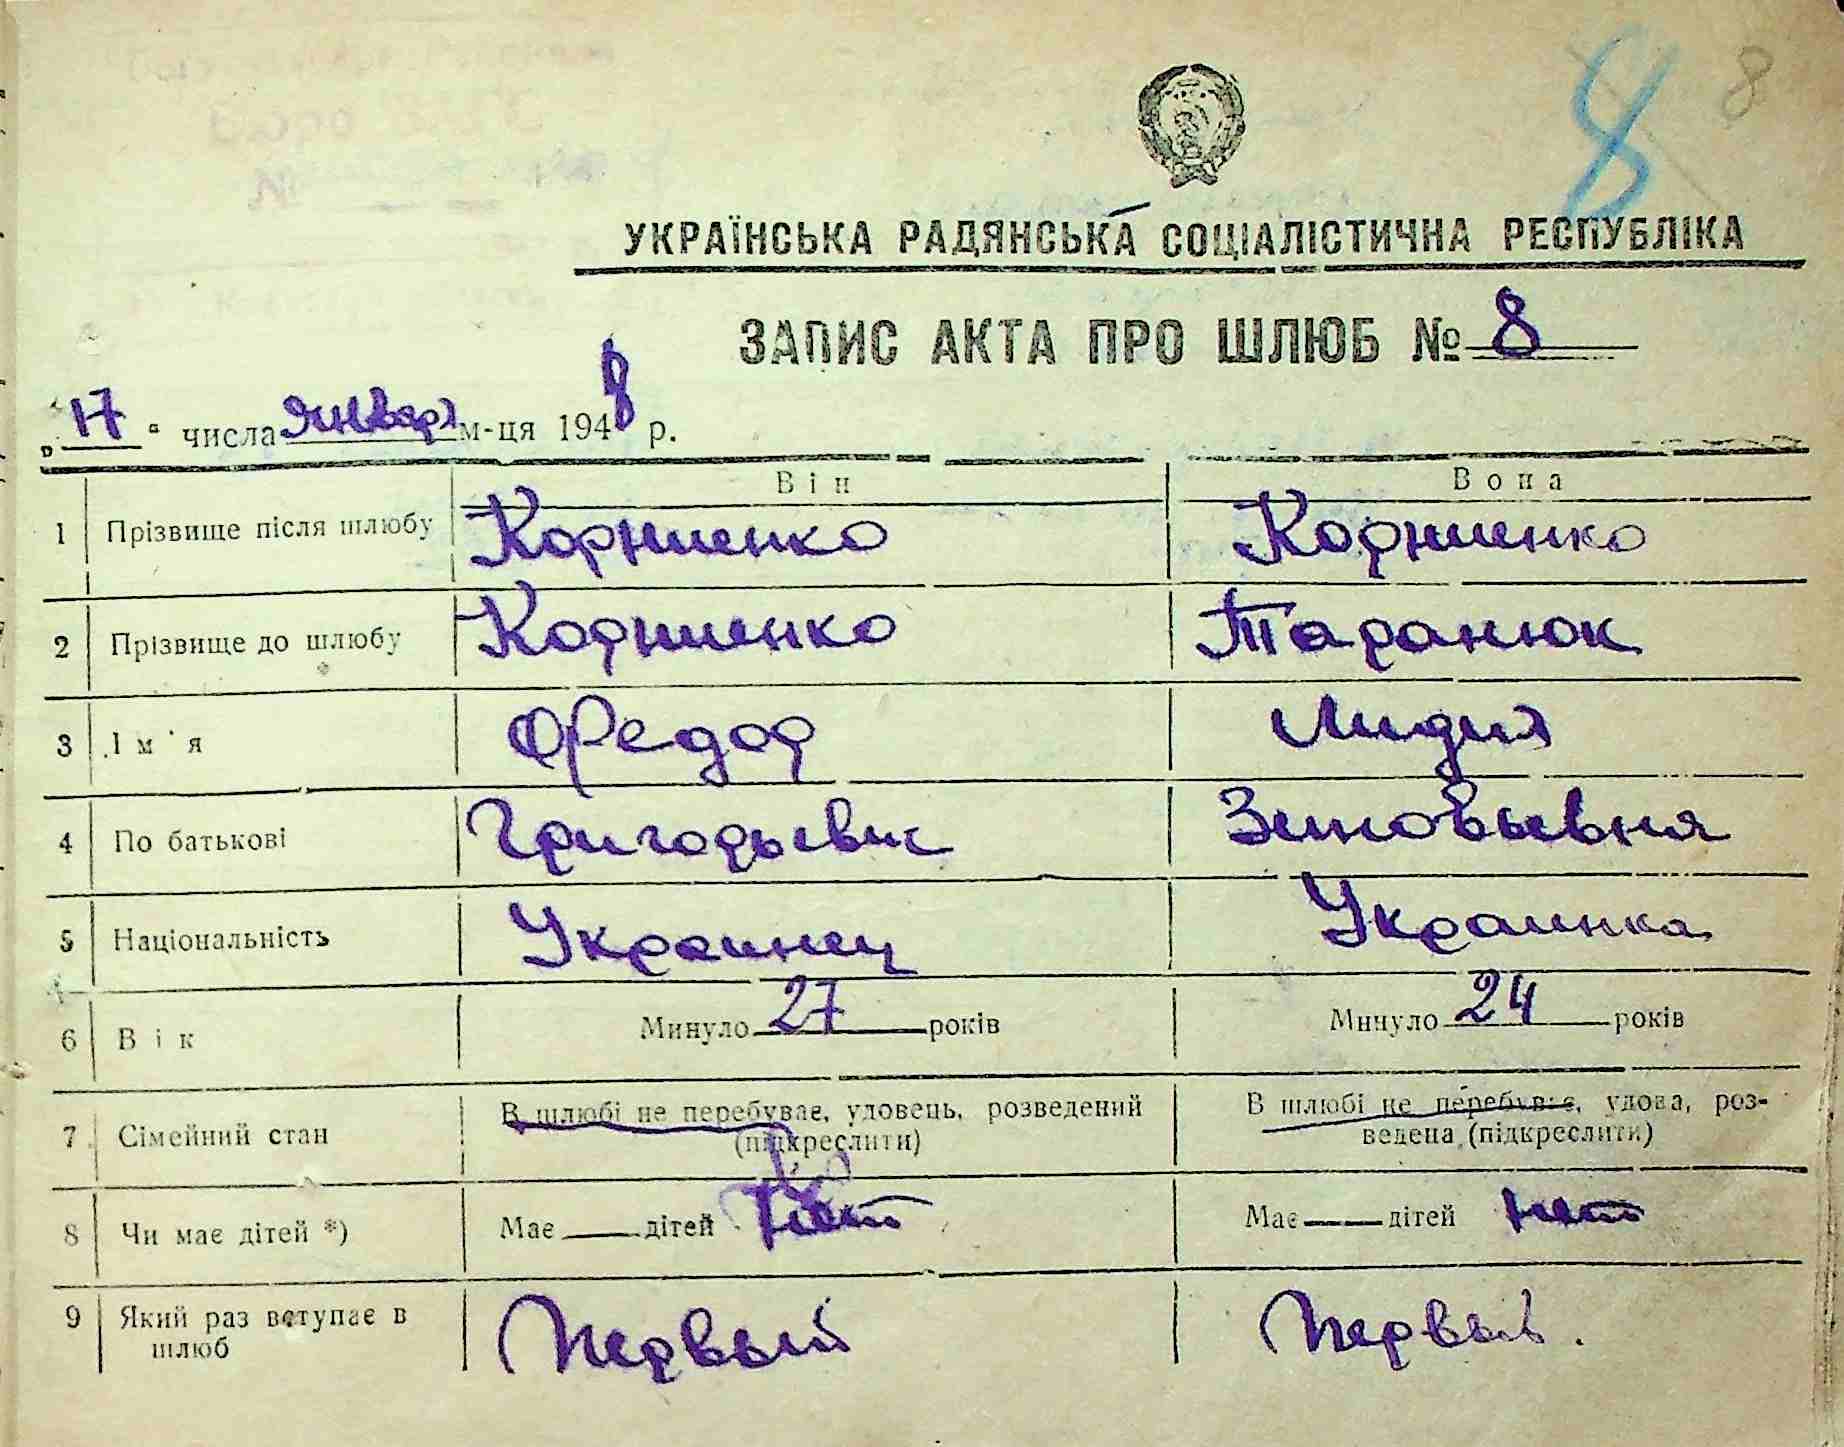 8 8
УКРАЇНСЬКА РАДЯНСЬКА СОЦІАЛІСТИЧНА РЕСПУБЛІКА
ЗАПИС АКТА ПРО ШЛЮБ № 8
„17“ числа января м-ця 1948 р.
Він Вона
1 Прізвище після шлюбу Корниенко Корниенко
2 Прізвище до шлюбу Корниенко Таранюк
3 Ім'я Федор Лидия
4 По батькові Григорьевич Зиновьевна
5 Національність Украинец Украинка
6 Вік Минуло 27 років Минуло 24 років
7 Сімейний стан В шлюбі не перебуває, удовець, розведений (підкреслити) В шлюбі не перебуває, удова, роз-
ведена (підкреслити)
8 Чи має дітей *) Має — дітей Нет Має — дітей нет
9 Який раз вступає в Первый Первый.
шлюб